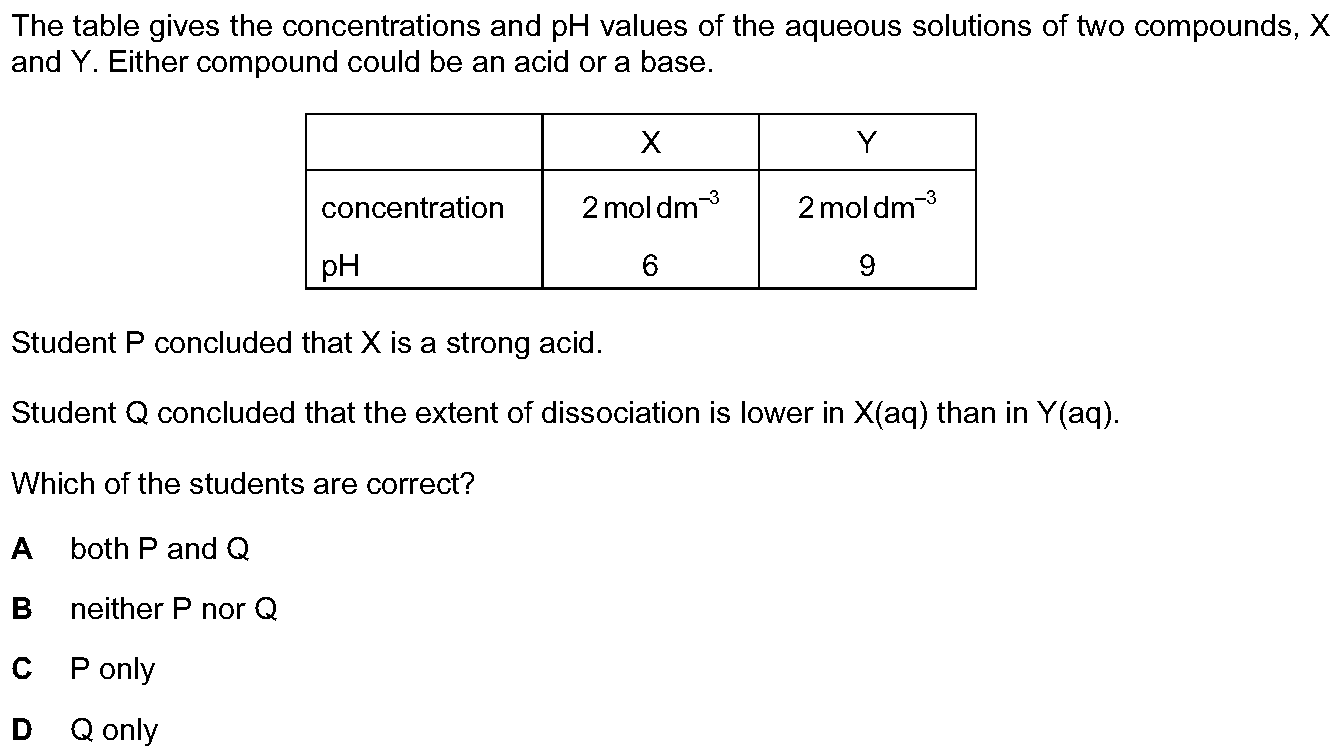 The table gives the concentrations and pH values of the aqueous solutions of two compounds, X
and Y. Either compound could be an acid or a base.
X Y
concentration 2 mol dm⁻³ 2 mol dm⁻³
pH 6 9
Student P concluded that X is a strong acid.
Student Q concluded that the extent of dissociation is lower in X(aq) than in Y(aq).
Which of the students are correct?
A both P and Q
B neither P nor Q
C P only
D Q only